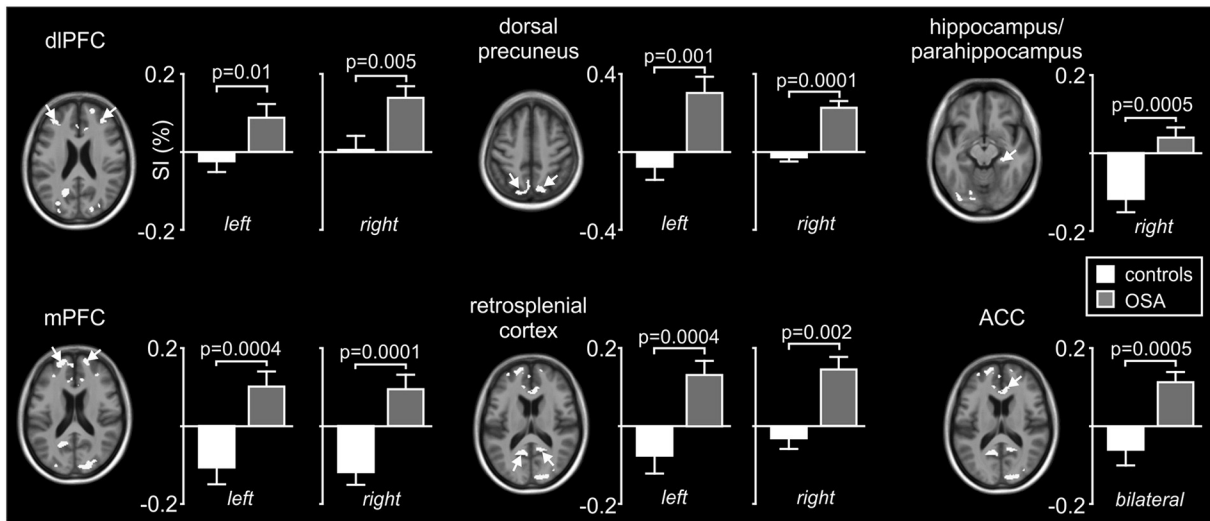 dlPFC
0.2
SI (%)
-0.2
p=0.01
left
p=0.005
right
dorsal
precuneus
0.4
-0.4
p=0.001
left
p=0.0001
right
hippocampus/
parahippocampus
0.2
-0.2
p=0.0005
right
controls
OSA
mPFC
0.2
-0.2
p=0.0004
left
p=0.0001
right
retrosplenial
cortex
0.2
-0.2
p=0.0004
left
p=0.002
right
ACC
0.2
-0.2
p=0.0005
bilateral